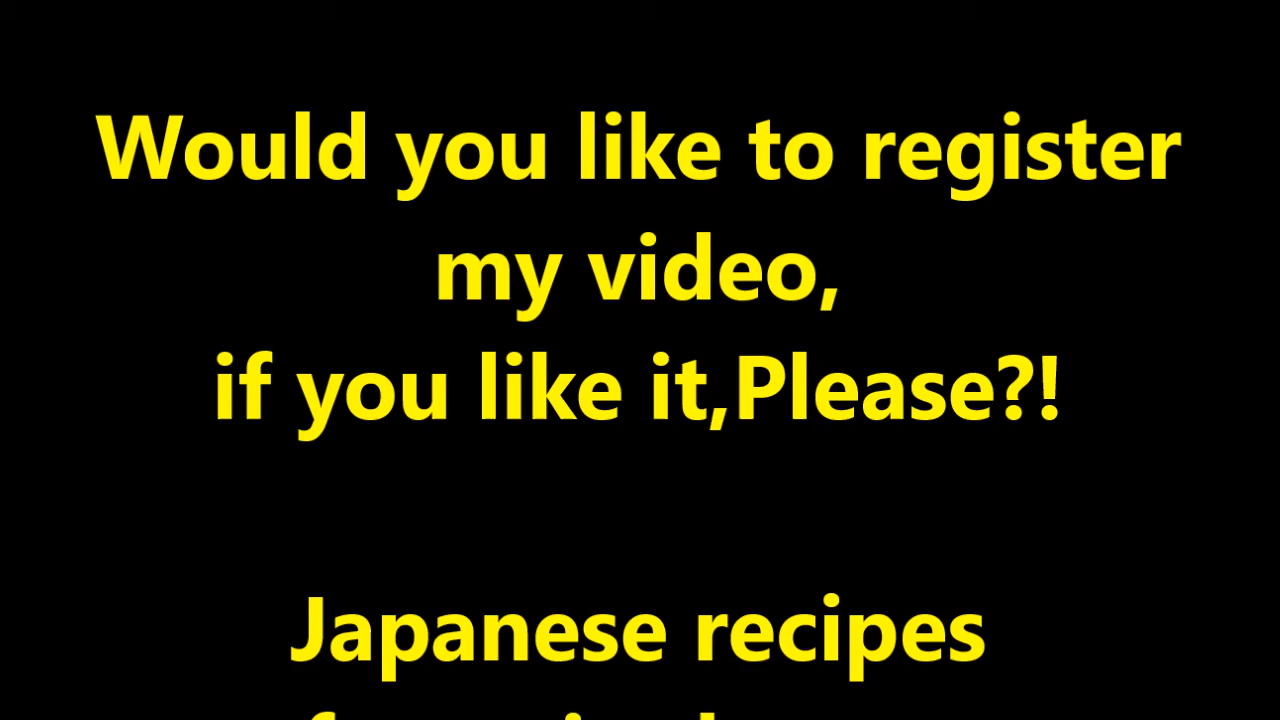 Would you like to register
my video,
if you like it,Please?!
Japanese recipes